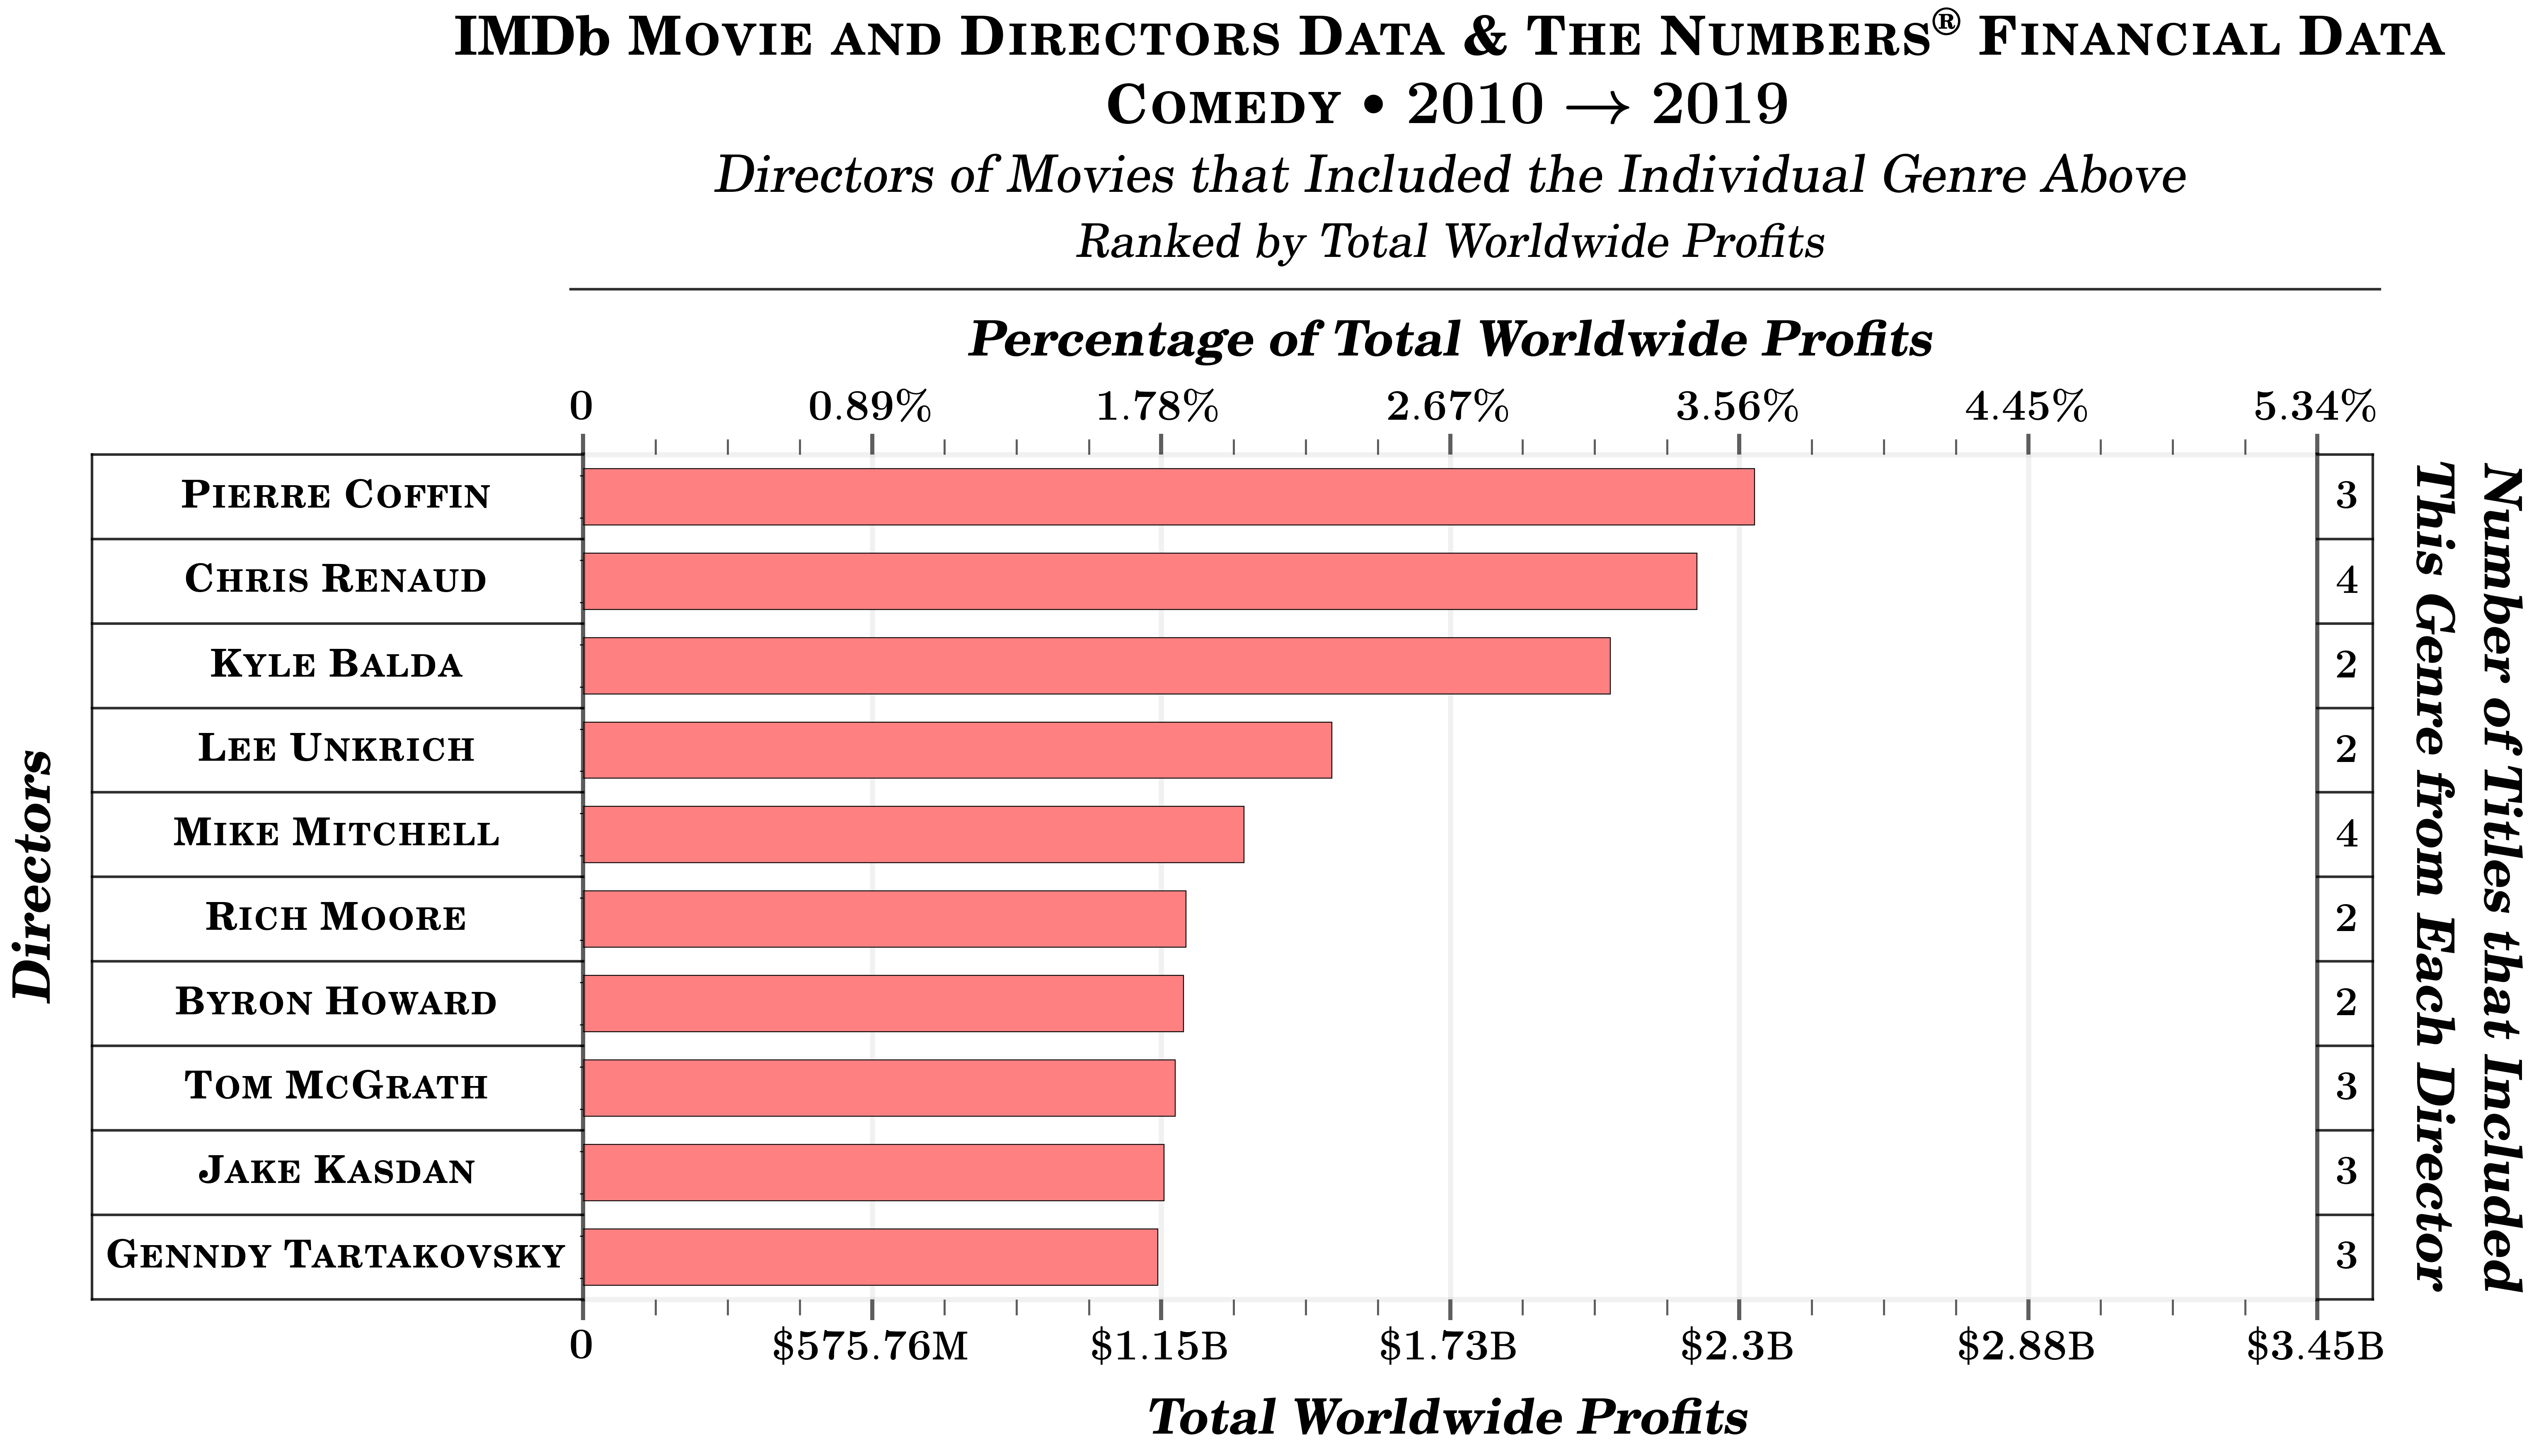 IMDb Movie and Directors Data & The Numbers® Financial Data
Comedy • 2010 → 2019
Directors of Movies that Included the Individual Genre Above
Ranked by Total Worldwide Profits
Percentage of Total Worldwide Profits
0 0.89% 1.78% 2.67% 3.56% 4.45% 5.34%
Directors
Pierre Coffin 3
Chris Renaud 4
Kyle Balda 2
Lee Unkrich 2
Mike Mitchell 4
Rich Moore 2
Byron Howard 2
Tom McGrath 3
Jake Kasdan 3
Genndy Tartakovsky 3
Number of Titles that Included
This Genre from Each Director
0 $575.76M $1.15B $1.73B $2.3B $2.88B $3.45B
Total Worldwide Profits